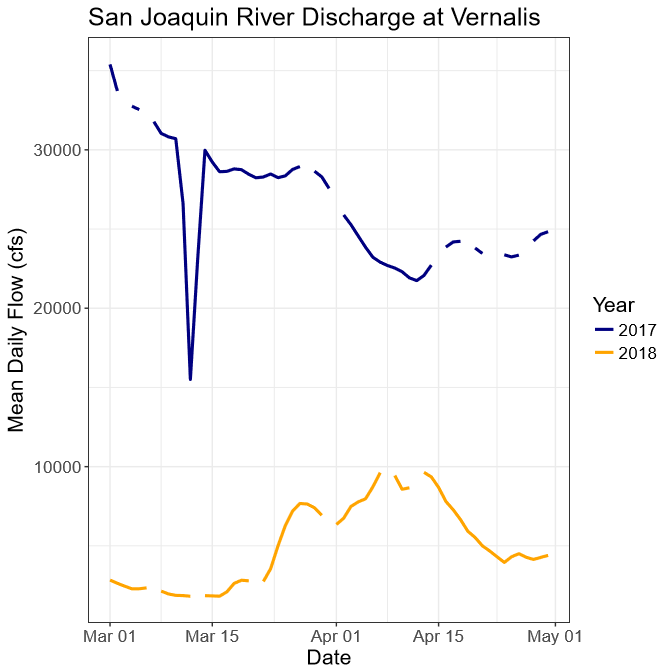 San Joaquin River Discharge at Vernalis
Mean Daily Flow (cfs)
30000
20000
10000
Mar 01 Mar 15 Apr 01 Apr 15 May 01
Date
Year
2017
2018